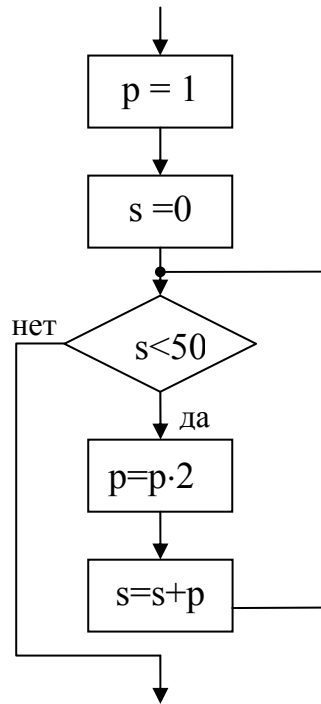 p = 1
s =0
нет
s<50
да
p=p·2
s=s+p